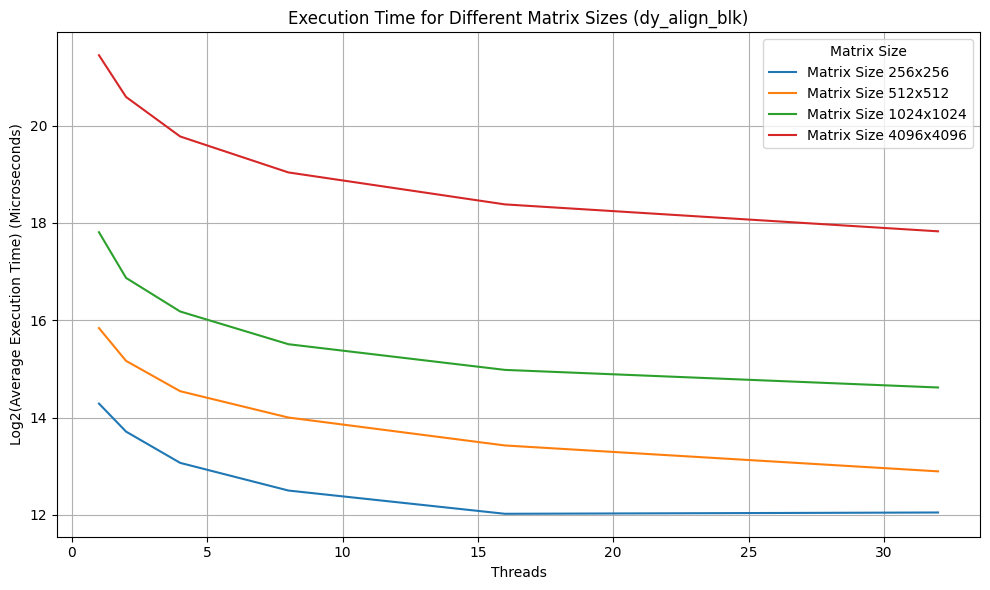 Execution Time for Different Matrix Sizes (dy_align_blk)
Matrix Size
Matrix Size 256x256
Matrix Size 512x512
Matrix Size 1024x1024
Matrix Size 4096x4096
Log2(Average Execution Time) (Microseconds)
20
18
16
14
12
0 5 10 15 20 25 30
Threads